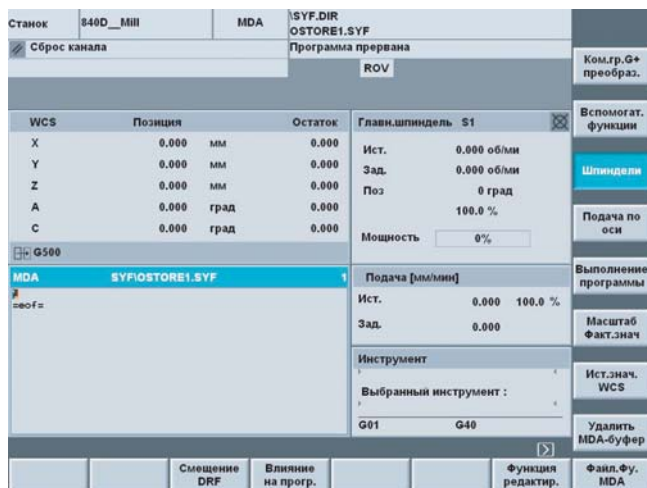 Станок 840D__Mill MDA \SYF.DIR
OSTORE1.SYF
Сброс канала Программа прервана
ROV
WCS Позиция Остаток
X 0.000 мм 0.000
Y 0.000 мм 0.000
Z 0.000 мм 0.000
A 0.000 град 0.000
C 0.000 град 0.000
G500
Главн.шпиндель S1
Ист. 0.000 об/ми
Зад. 0.000 об/ми
Поз 0 град
100.0 %
Мощность 0%
MDA SYF\OSTORE1.SYF 1
=eof=
Подача [мм/мин]
Ист. 0.000 100.0 %
Зад. 0.000
Инструмент
Выбранный инструмент :
G01 G40
Ком.гр.G+
преобраз.
Вспомогат.
функции
Шпиндели
Подача по
оси
Выполнение
программы
Масштаб
Факт.знач
Ист.знач.
WCS
Удалить
MDA-буфер
Смещение
DRF
Влияние
на прогр.
Функция
редактир.
Файл.Фу.
MDA